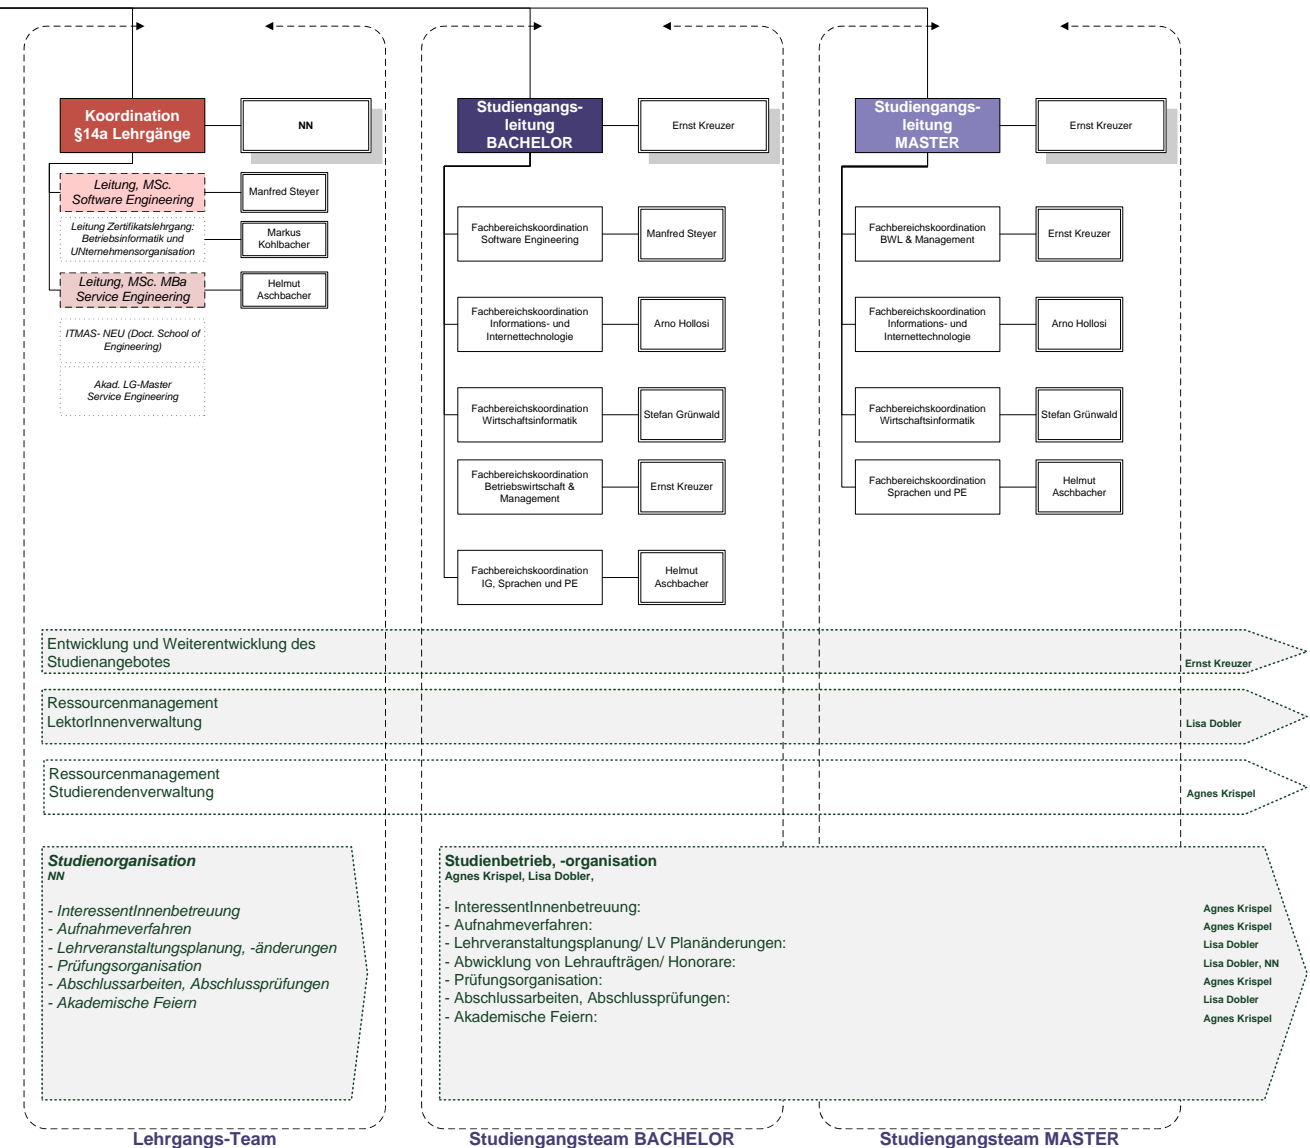 Koordination
§14a Lehrgänge
NN
Leitung, MSc.
Software Engineering
Manfred Steyer
Leitung Zertifikatslehrgang:
Betriebsinformatik und
UNternehmensorganisation
Markus
Kohlbacher
Leitung, MSc. MBa
Service Engineering
Helmut
Aschbacher
ITMAS- NEU (Doct. School of
Engineering)
Akad. LG-Master
Service Engineering
Studiengangs-
leitung
BACHELOR
Ernst Kreuzer
Fachbereichskoordination
Software Engineering
Manfred Steyer
Fachbereichskoordination
Informations- und
Internettechnologie
Arno Hollosi
Fachbereichskoordination
Wirtschaftsinformatik
Stefan Grünwald
Fachbereichskoordination
Betriebswirtschaft &
Management
Ernst Kreuzer
Fachbereichskoordination
IG, Sprachen und PE
Helmut
Aschbacher
Studiengangs-
leitung
MASTER
Ernst Kreuzer
Fachbereichskoordination
BWL & Management
Ernst Kreuzer
Fachbereichskoordination
Informations- und
Internettechnologie
Arno Hollosi
Fachbereichskoordination
Wirtschaftsinformatik
Stefan Grünwald
Fachbereichskoordination
Sprachen und PE
Helmut
Aschbacher
Entwicklung und Weiterentwicklung des
Studienangebotes
Ernst Kreuzer
Ressourcenmanagement
LektorInnenverwaltung
Lisa Dobler
Ressourcenmanagement
Studierendenverwaltung
Agnes Krispel
Studienorganisation
NN
- InteressentInnenbetreuung
- Aufnahmeverfahren
- Lehrveranstaltungsplanung, -änderungen
- Prüfungsorganisation
- Abschlussarbeiten, Abschlussprüfungen
- Akademische Feiern
Studienbetrieb, -organisation
Agnes Krispel, Lisa Dobler,
- InteressentInnenbetreuung: Agnes Krispel
- Aufnahmeverfahren: Agnes Krispel
- Lehrveranstaltungsplanung/ LV Planänderungen: Lisa Dobler
- Abwicklung von Lehraufträgen/ Honorare: Lisa Dobler, NN
- Prüfungsorganisation: Agnes Krispel
- Abschlussarbeiten, Abschlussprüfungen: Lisa Dobler
- Akademische Feiern: Agnes Krispel
Lehrgangs-Team
Studiengangsteam BACHELOR
Studiengangsteam MASTER